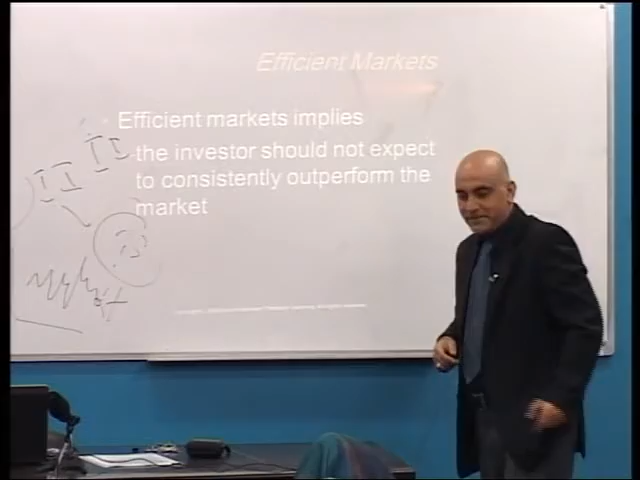 Efficient Markets
Efficient markets implies
the investor should not expect
to consistently outperform the
market